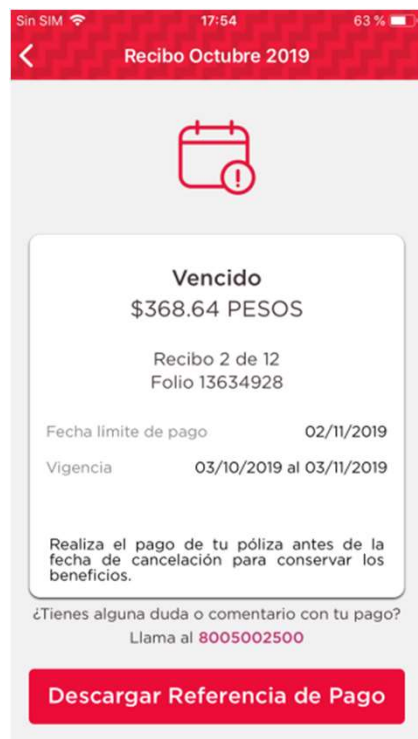 Sin SIM 17:54 63 %
Recibo Octubre 2019
Vencido
$368.64 PESOS
Recibo 2 de 12
Folio 13634928
Fecha límite de pago 02/11/2019
Vigencia 03/10/2019 al 03/11/2019
Realiza el pago de tu póliza antes de la
fecha de cancelación para conservar los
beneficios.
¿Tienes alguna duda o comentario con tu pago?
Llama al 8005002500
Descargar Referencia de Pago